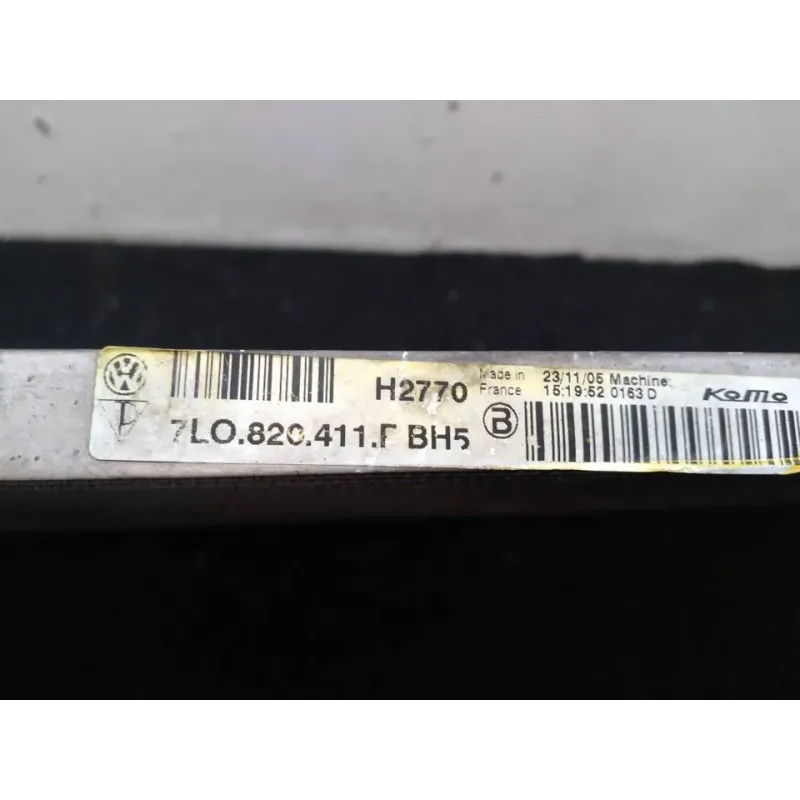 H2770
Made in
France
23/11/05 Machine:
15:19:52 0163 D
Komo
7LO.820.411.F BH5
B